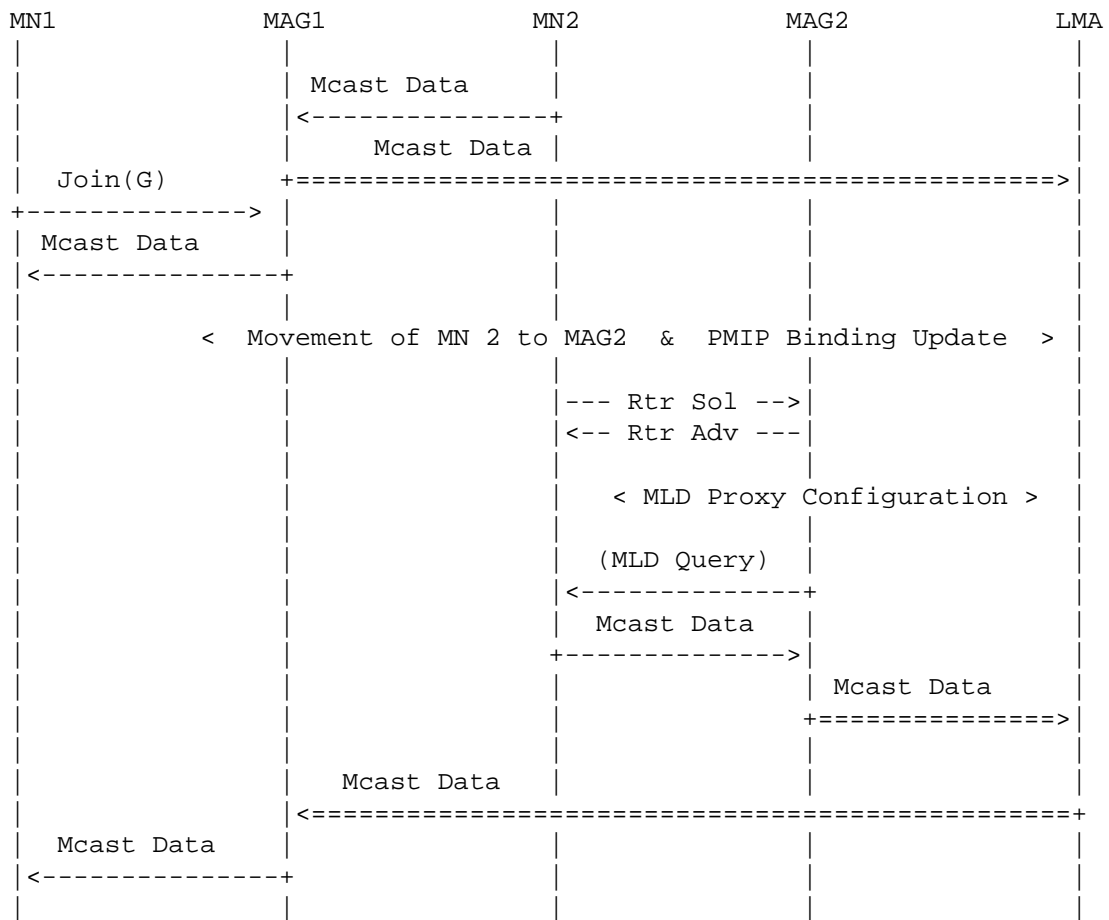 MN1 MAG1 MN2 MAG2 LMA
Mcast Data
Mcast Data
Join(G)
Mcast Data
< Movement of MN 2 to MAG2 & PMIP Binding Update >
--- Rtr Sol -->
<-- Rtr Adv ---
< MLD Proxy Configuration >
(MLD Query)
Mcast Data
Mcast Data
Mcast Data
Mcast Data